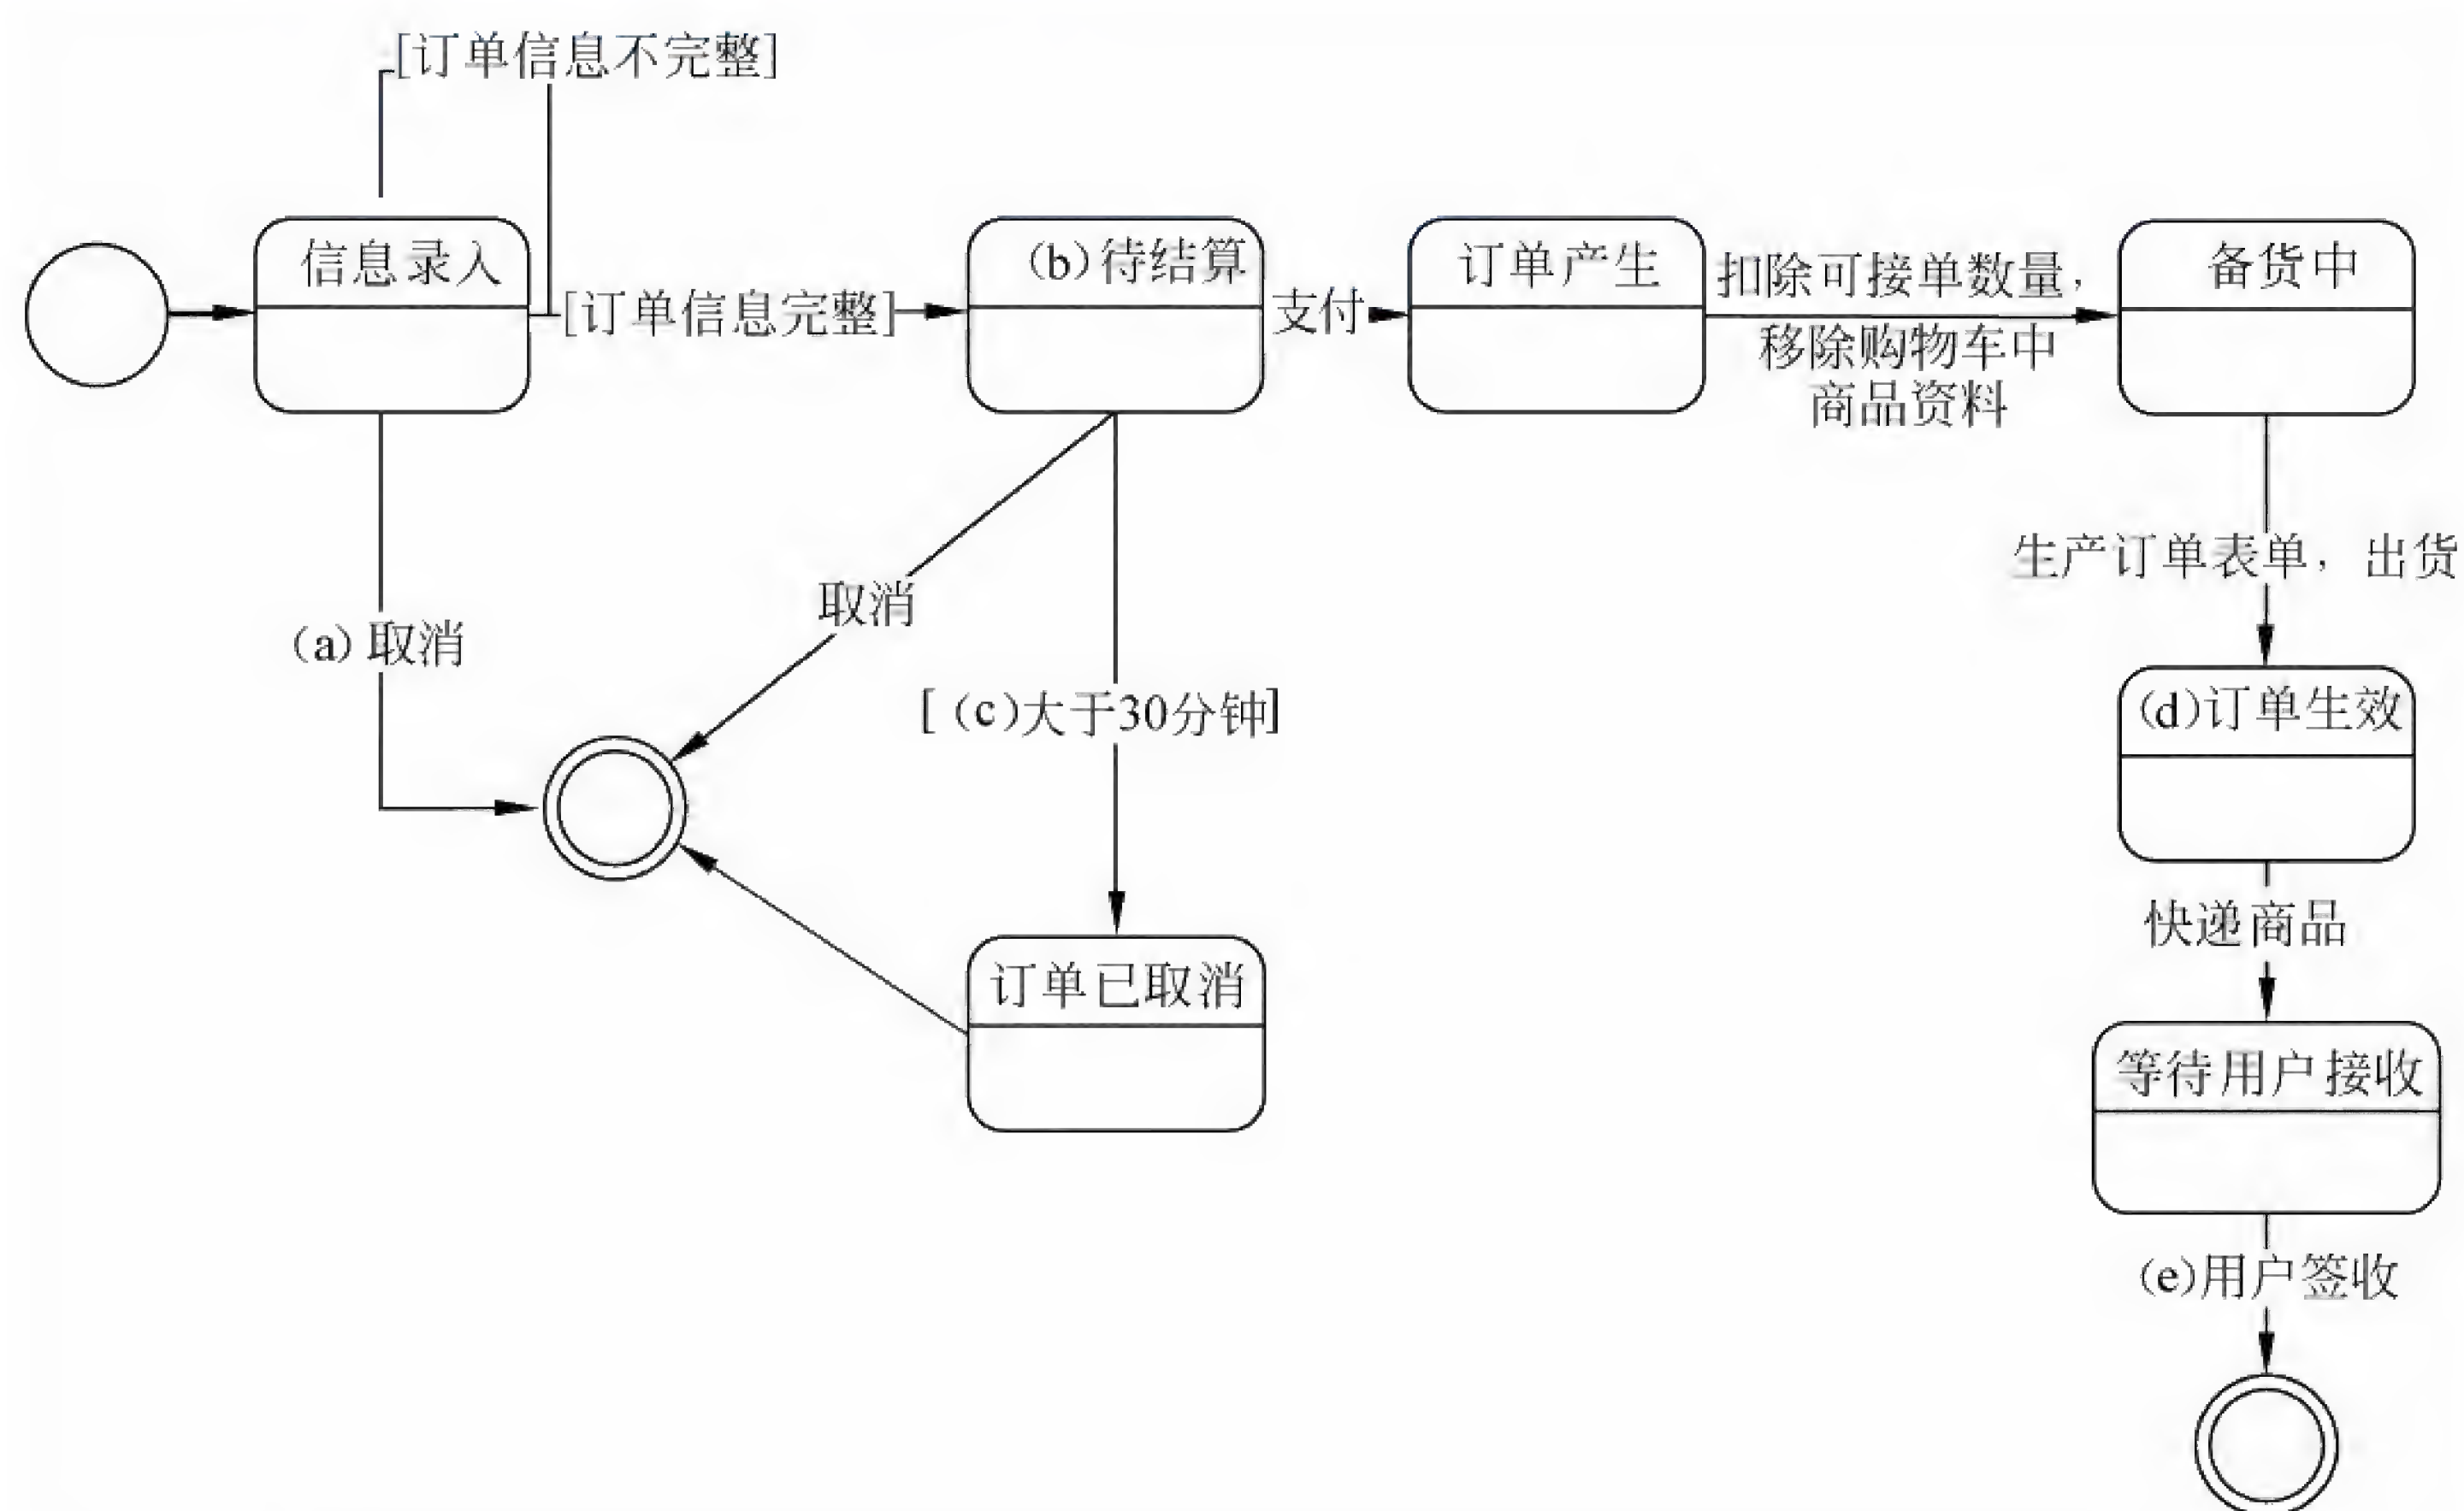 [订单信息不完整]
信息录入
[订单信息完整]
(b)待结算
支付
订单产生
扣除可接单数量，
移除购物车中
商品资料
备货中
生产订单表单，出货
(a)取消
取消
[(c)大于30分钟]
(d)订单生效
快递商品
订单已取消
等待用户接收
(e)用户签收